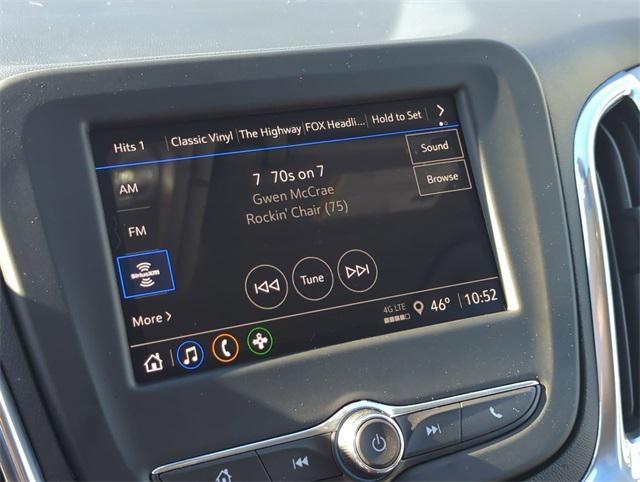 Hits 1 Classic Vinyl The Highway FOX Headli... Hold to Set
AM
7 70s on 7
Sound
Gwen McCrae
Browse
FM
Rockin' Chair (75)
SiriusXM
Tune
More
4G LTE 46° 10:52